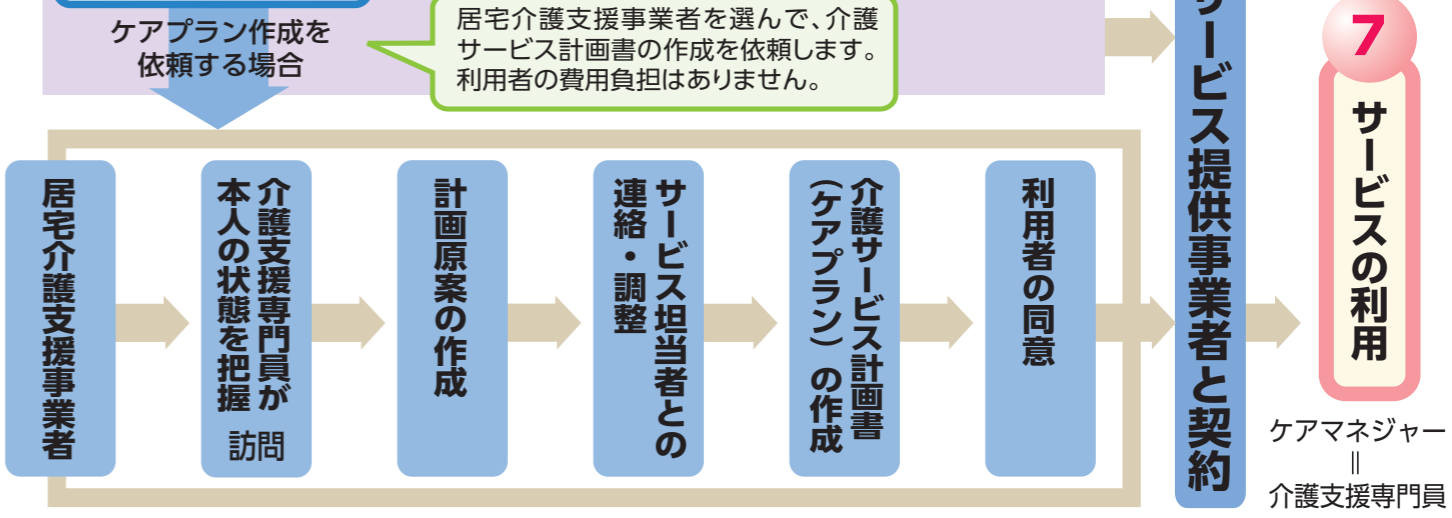 ケアプラン作成を
依頼する場合
居宅介護支援事業者を選んで、介護
サービス計画書の作成を依頼します。
利用者の費用負担はありません。
居宅介護支援事業者
介護支援専門員が
本人の状態を把握
訪問
計画原案の作成
サービス担当者との
連絡・調整
介護サービス計画書
（ケアプラン）の作成
利用者の同意
サービス提供事業者と契約
7
サービスの利用
ケアマネジャー
||
介護支援専門員